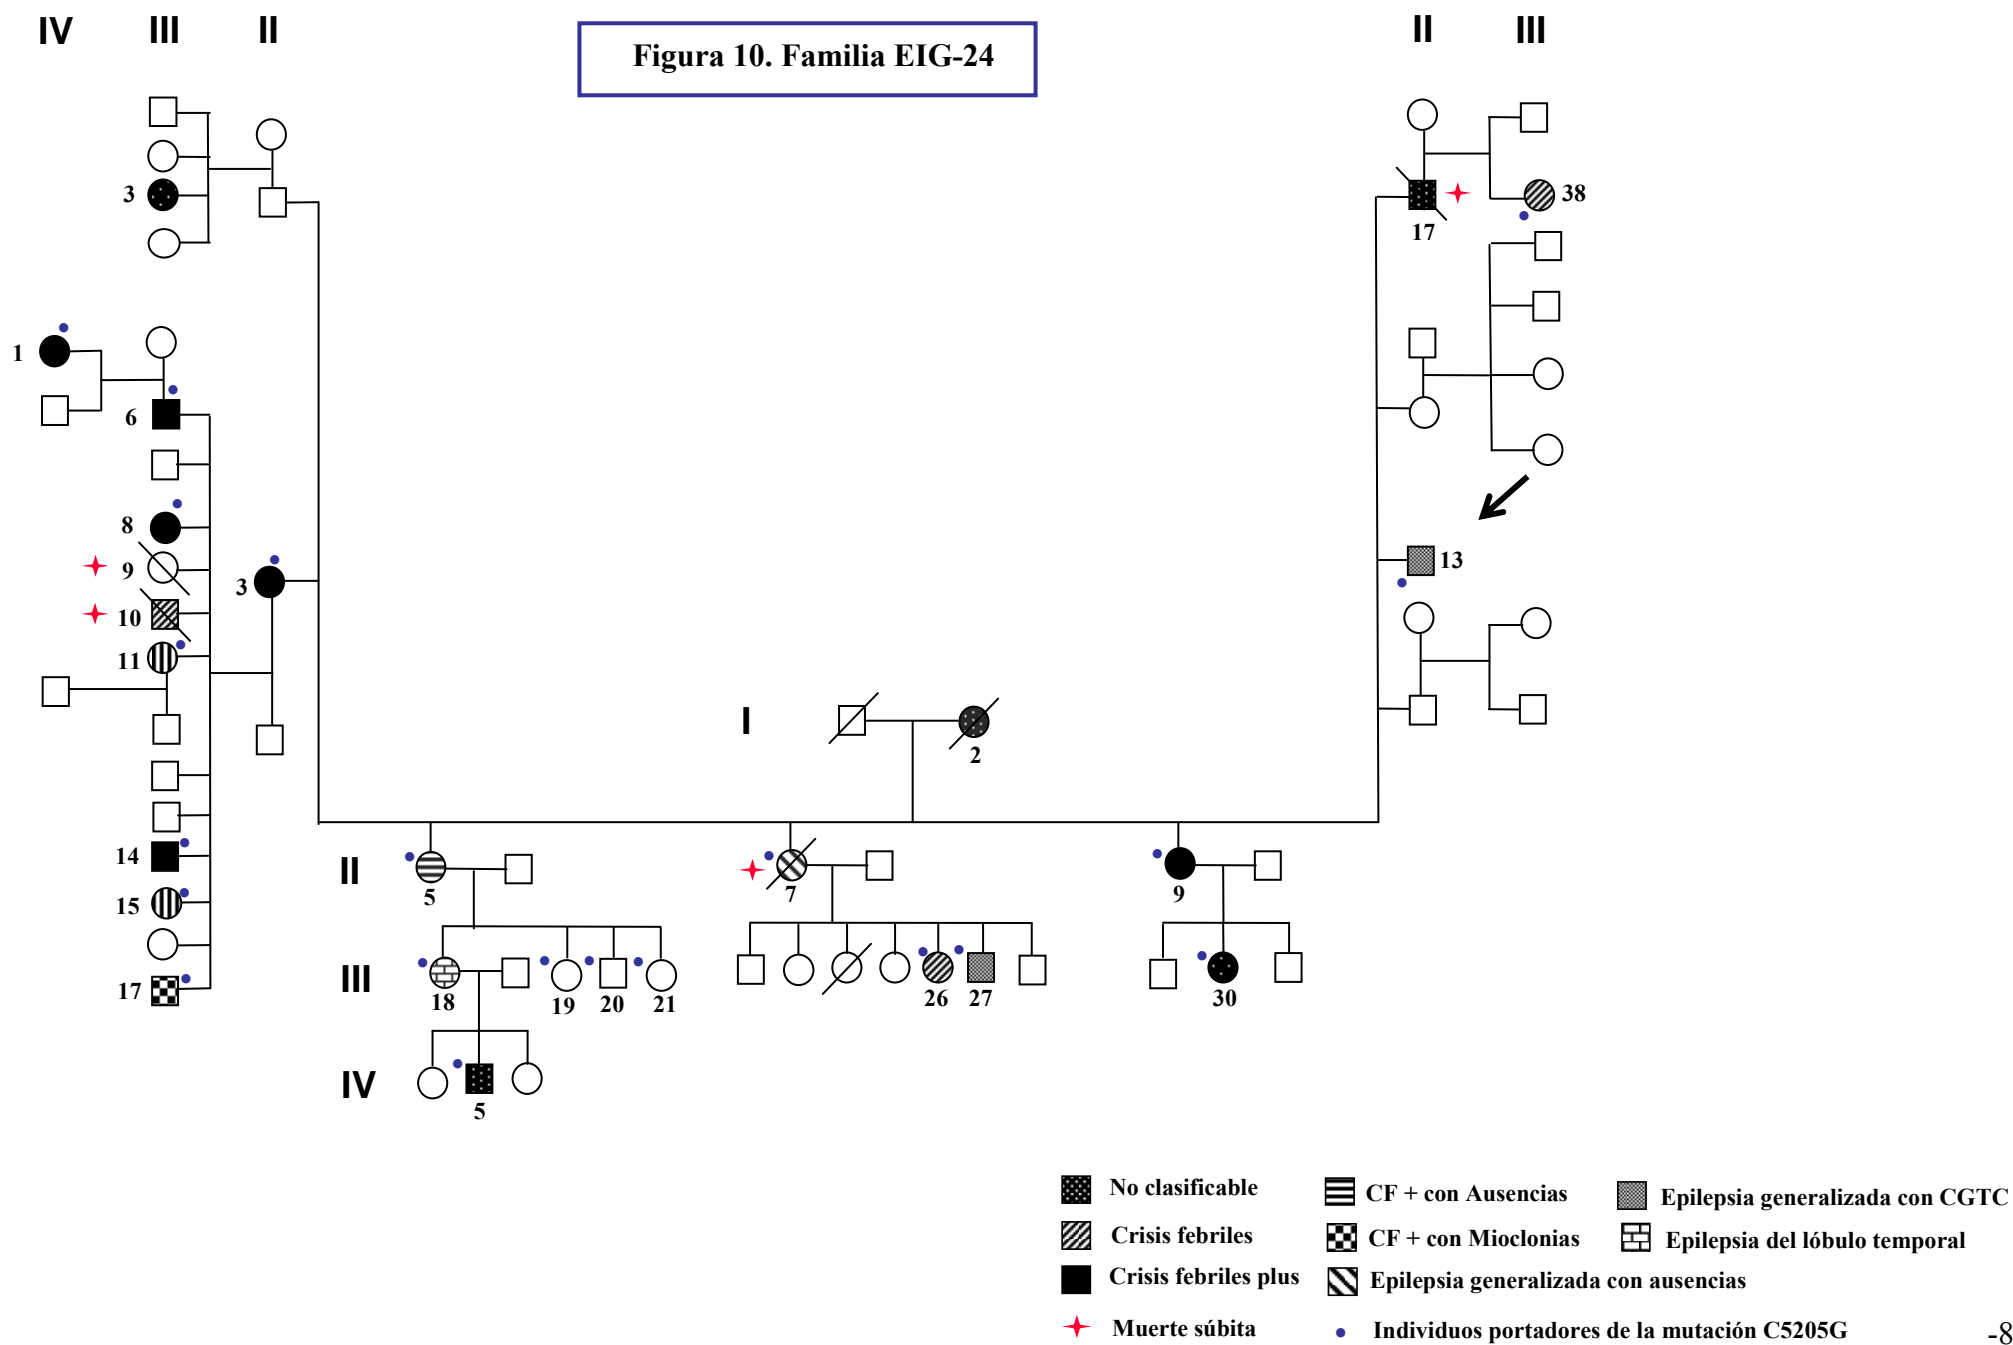 IV III II
Figura 10. Familia EIG-24
II III
3
38
17
1
6
8
9
3
13
10
11
I
2
14
II
5
7
9
15
17
III
18
19
20
21
26
27
30
IV
5
No clasificable
CF + con Ausencias
Epilepsia generalizada con CGTC
Crisis febriles
CF + con Mioclonias
Epilepsia del lóbulo temporal
Crisis febriles plus
Epilepsia generalizada con ausencias
Muerte súbita
Individuos portadores de la mutación C5205G
-8